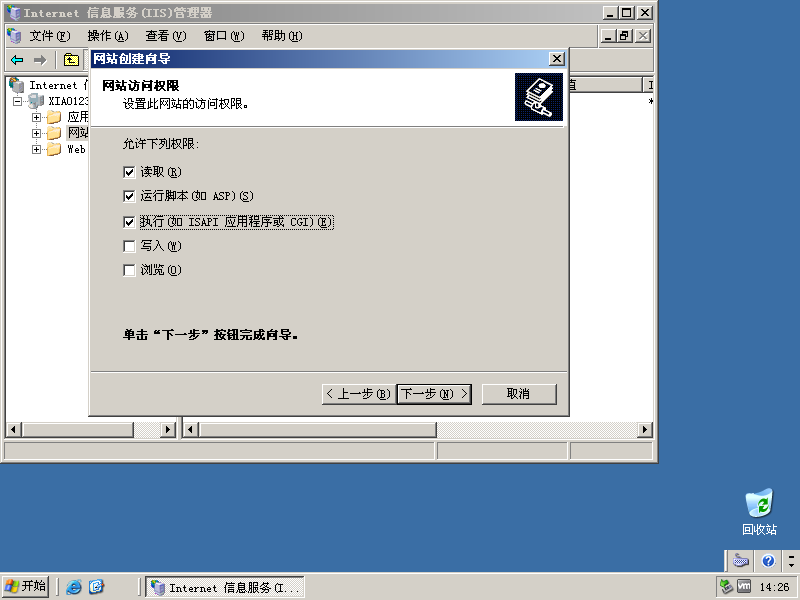 Internet 信息服务(IIS)管理器
文件(F) 操作(A) 查看(V) 窗口(W) 帮助(H)
网站创建向导
Internet
值
XIAO123
应用
网站
Web
网站访问权限
设置此网站的访问权限。
允许下列权限:
读取(R)
运行脚本(如 ASP)(S)
执行(如 ISAPI 应用程序或 CGI)(E)
写入(W)
浏览(O)
单击“下一步”按钮完成向导。
< 上一步(B) 下一步(N) > 取消
回收站
开始
Internet 信息服务(I...
14:26